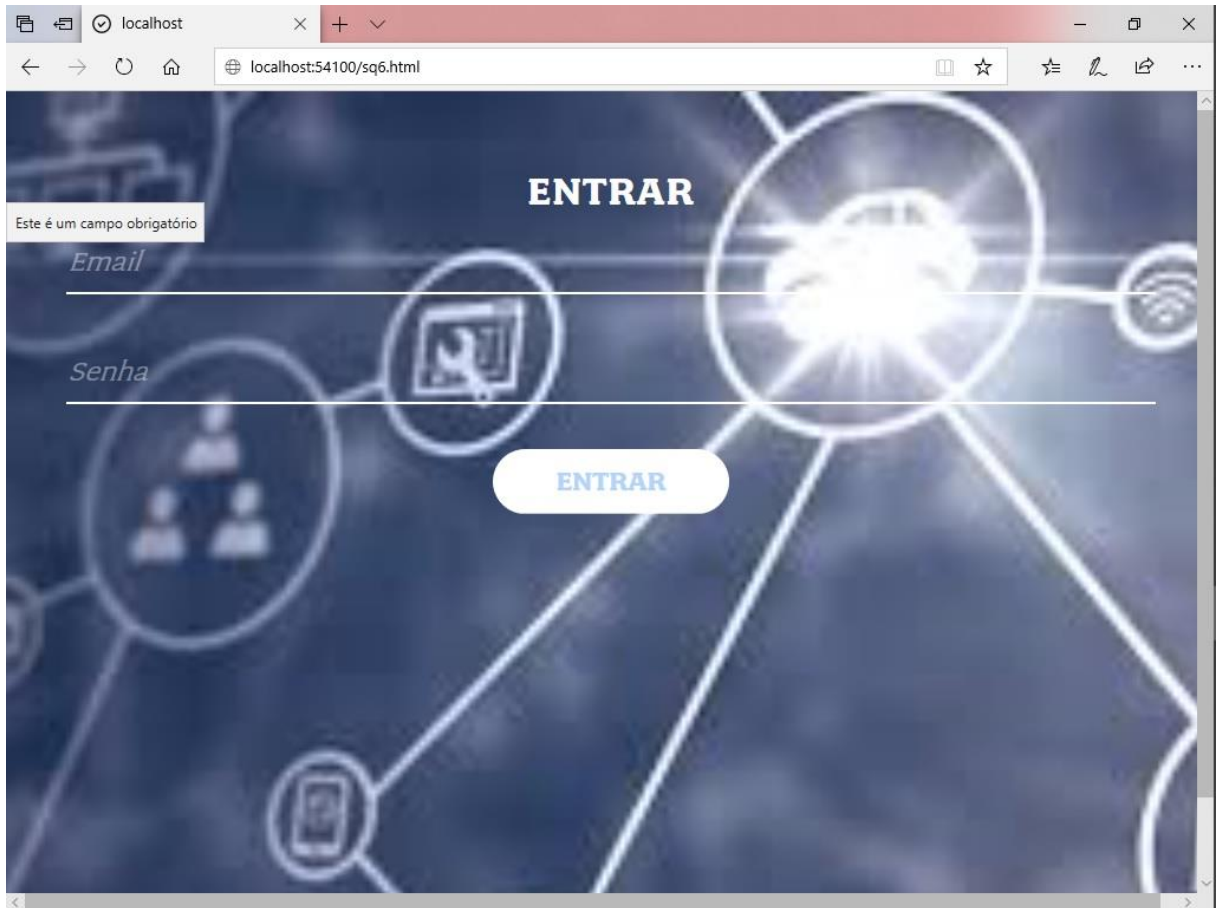 localhost
localhost:54100/sq6.html
ENTRAR
Este é um campo obrigatório
Email
Senha
ENTRAR